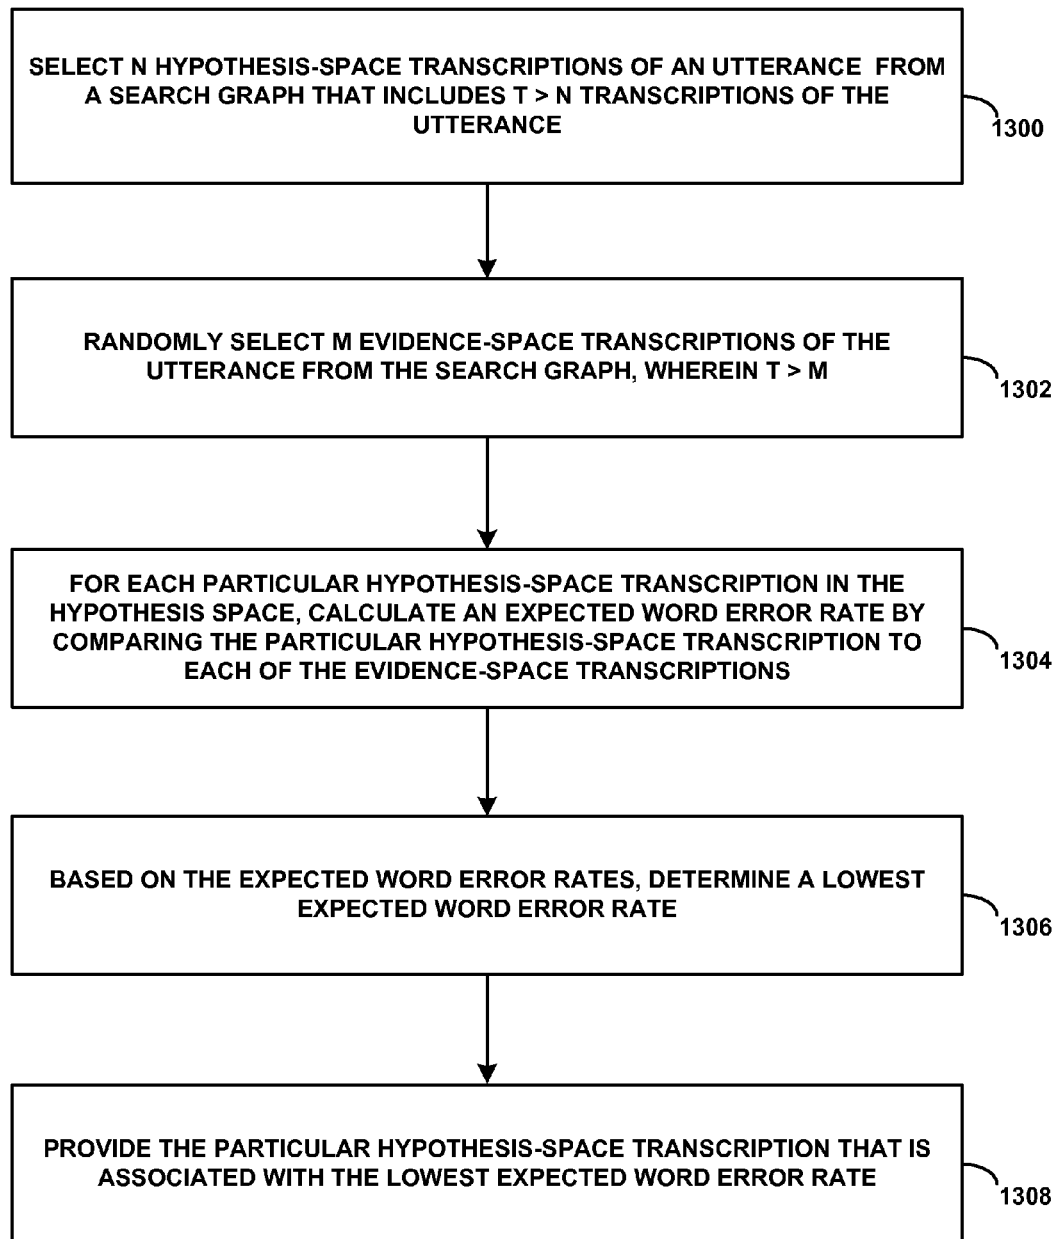 SELECT N HYPOTHESIS-SPACE TRANSCRIPTIONS OF AN UTTERANCE FROM
A SEARCH GRAPH THAT INCLUDES T > N TRANSCRIPTIONS OF THE
UTTERANCE
1300
RANDOMLY SELECT M EVIDENCE-SPACE TRANSCRIPTIONS OF THE
UTTERANCE FROM THE SEARCH GRAPH, WHEREIN T > M
1302
FOR EACH PARTICULAR HYPOTHESIS-SPACE TRANSCRIPTION IN THE
HYPOTHESIS SPACE, CALCULATE AN EXPECTED WORD ERROR RATE BY
COMPARING THE PARTICULAR HYPOTHESIS-SPACE TRANSCRIPTION TO
EACH OF THE EVIDENCE-SPACE TRANSCRIPTIONS
1304
BASED ON THE EXPECTED WORD ERROR RATES, DETERMINE A LOWEST
EXPECTED WORD ERROR RATE
1306
PROVIDE THE PARTICULAR HYPOTHESIS-SPACE TRANSCRIPTION THAT IS
ASSOCIATED WITH THE LOWEST EXPECTED WORD ERROR RATE
1308